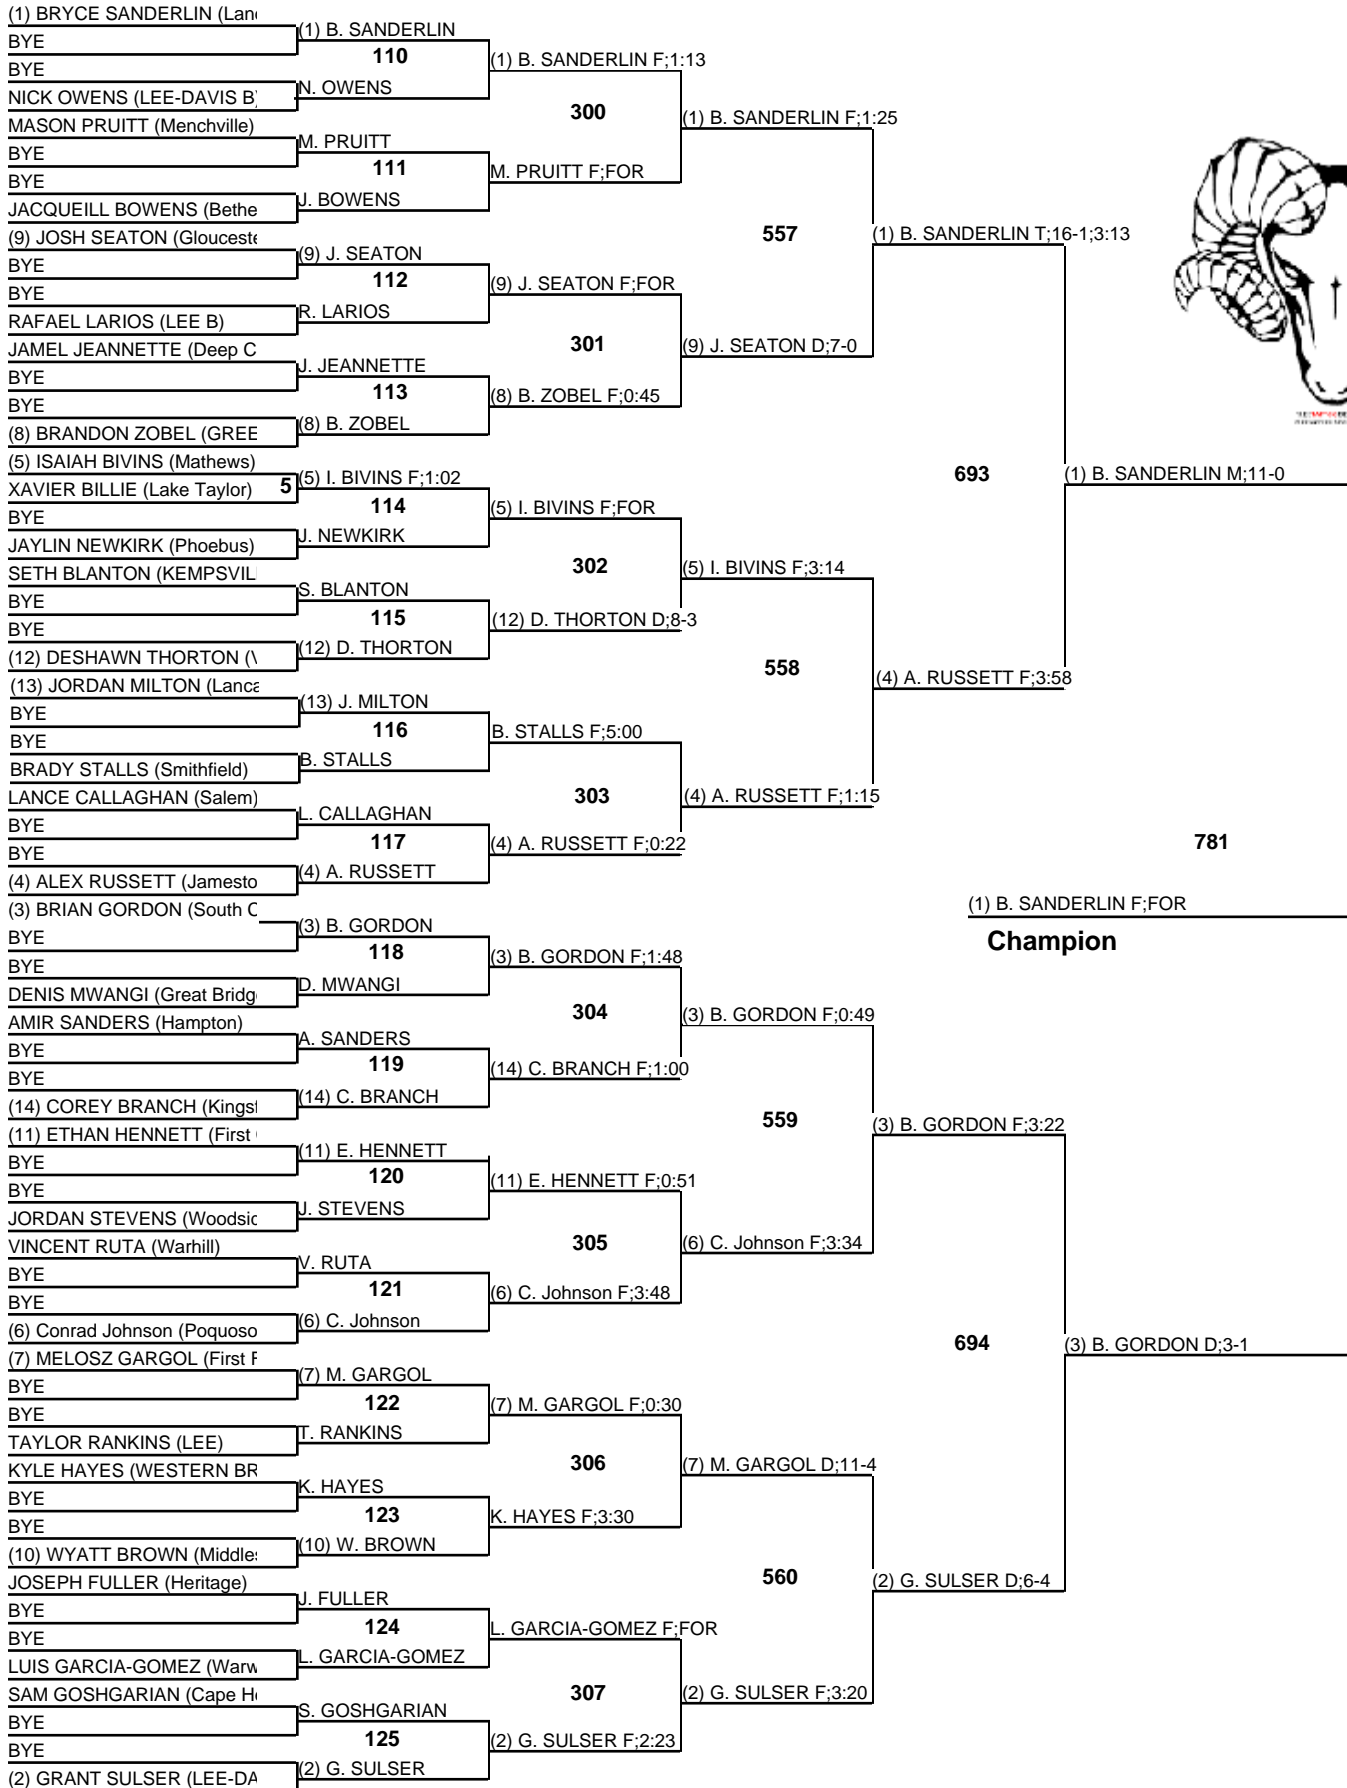 (1) BRYCE SANDERLIN (Lan
BYE
BYE
NICK OWENS (LEE-DAVIS B)
MASON PRUITT (Menchville)
BYE
BYE
JACQUEILL BOWENS (Bethe
(9) JOSH SEATON (Glouceste
BYE
BYE
RAFAEL LARIOS (LEE B)
JAMEL JEANNETTE (Deep C
BYE
BYE
(8) BRANDON ZOBEL (GREE
(5) ISAIAH BIVINS (Mathews)
XAVIER BILLIE (Lake Taylor) 5
BYE
JAYLIN NEWKIRK (Phoebus)
SETH BLANTON (KEMPSVIL
BYE
BYE
(12) DESHAWN THORTON (
(13) JORDAN MILTON (Lanca
BYE
BYE
BRADY STALLS (Smithfield)
LANCE CALLAGHAN (Salem)
BYE
BYE
(4) ALEX RUSSETT (Jamesto
(3) BRIAN GORDON (South C
BYE
BYE
DENIS MWANGI (Great Bridg
AMIR SANDERS (Hampton)
BYE
BYE
(14) COREY BRANCH (Kings
(11) ETHAN HENNETT (First
BYE
BYE
JORDAN STEVENS (Woodsid
VINCENT RUTA (Warhill)
BYE
BYE
(6) Conrad Johnson (Poquoso
(7) MELOSZ GARGOL (First F
BYE
BYE
TAYLOR RANKINS (LEE)
KYLE HAYES (WESTERN BR
BYE
BYE
(10) WYATT BROWN (Middle
JOSEPH FULLER (Heritage)
BYE
BYE
LUIS GARCIA-GOMEZ (Warw
SAM GOSHGARIAN (Cape H
BYE
BYE
(2) GRANT SULSER (LEE-DA
(1) B. SANDERLIN
110
N. OWENS
M. PRUITT
111
J. BOWENS
(9) J. SEATON
112
R. LARIOS
J. JEANNETTE
113
(8) B. ZOBEL
(5) I. BIVINS F;1:02
114
J. NEWKIRK
S. BLANTON
115
(12) D. THORTON
(13) J. MILTON
116
B. STALLS
L. CALLAGHAN
117
(4) A. RUSSETT
(3) B. GORDON
118
D. MWANGI
A. SANDERS
119
(14) C. BRANCH
(11) E. HENNETT
120
J. STEVENS
V. RUTA
121
(6) C. Johnson
(7) M. GARGOL
122
T. RANKINS
K. HAYES
123
(10) W. BROWN
J. FULLER
124
L. GARCIA-GOMEZ
S. GOSHGARIAN
125
(2) G. SULSER
(1) B. SANDERLIN F;1:13
300
M. PRUITT F;FOR
(9) J. SEATON F;FOR
301
(8) B. ZOBEL F;0:45
(5) I. BIVINS F;FOR
302
(12) D. THORTON D;8-3
B. STALLS F;5:00
303
(4) A. RUSSETT F;0:22
(3) B. GORDON F;1:48
304
(14) C. BRANCH F;1:00
(11) E. HENNETT F;0:51
305
(6) C. Johnson F;3:48
(7) M. GARGOL F;0:30
306
K. HAYES F;3:30
L. GARCIA-GOMEZ F;FOR
307
(2) G. SULSER F;2:23
(1) B. SANDERLIN F;1:25
557
(9) J. SEATON D;7-0
(5) I. BIVINS F;3:14
558
(4) A. RUSSETT F;1:15
(3) B. GORDON F;0:49
559
(6) C. Johnson F;3:34
(7) M. GARGOL D;11-4
560
(2) G. SULSER F;3:20
(1) B. SANDERLIN T;16-1;3:13
693
(4) A. RUSSETT F;3:58
(3) B. GORDON F;3:22
694
(2) G. SULSER D;6-4
(1) B. SANDERLIN M;11-0
781
(3) B. GORDON D;3-1
(1) B. SANDERLIN F;FOR
Champion